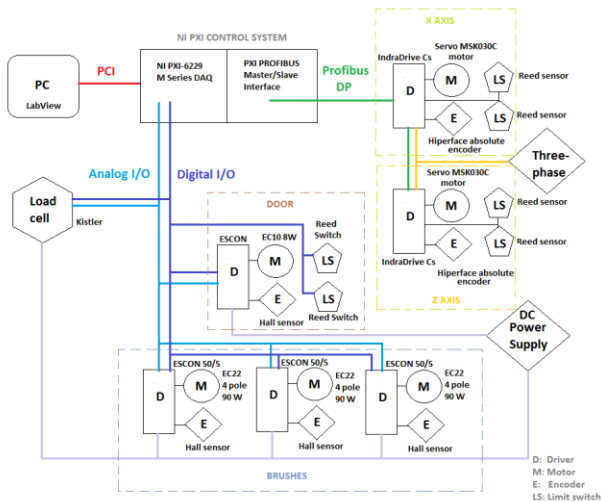 NI PXI CONTROL SYSTEM
PC
LabView
PCI
NI PXI-6229
M Series DAQ
PXI PROFIBUS
Master/Slave
Interface
Profibus
DP
X AXIS
IndraDrive Cs
Servo MSK030C
motor
D
M
E
LS
Reed sensor
LS
Reed sensor
Hiperface absolute
encoder
Three-
phase
Servo MSK030C
motor
D
M
E
LS
Reed sensor
LS
Reed sensor
IndraDrive Cs
Hiperface absolute
encoder
Z AXIS
Analog I/O
Digital I/O
Load
cell
Kistler
DOOR
ESCON
EC10 8W
D
M
E
Hall sensor
Reed
Switch
LS
LS
Reed Switch
DC
Power
Supply
ESCON 50/5
D
M
EC22
4 pole
90 W
E
Hall sensor
ESCON 50/5
D
M
EC22
4 pole
90 W
E
Hall sensor
ESCON 50/5
D
M
EC22
4 pole
90 W
E
Hall sensor
BRUSHES
D: Driver
M: Motor
E: Encoder
LS: Limit switch